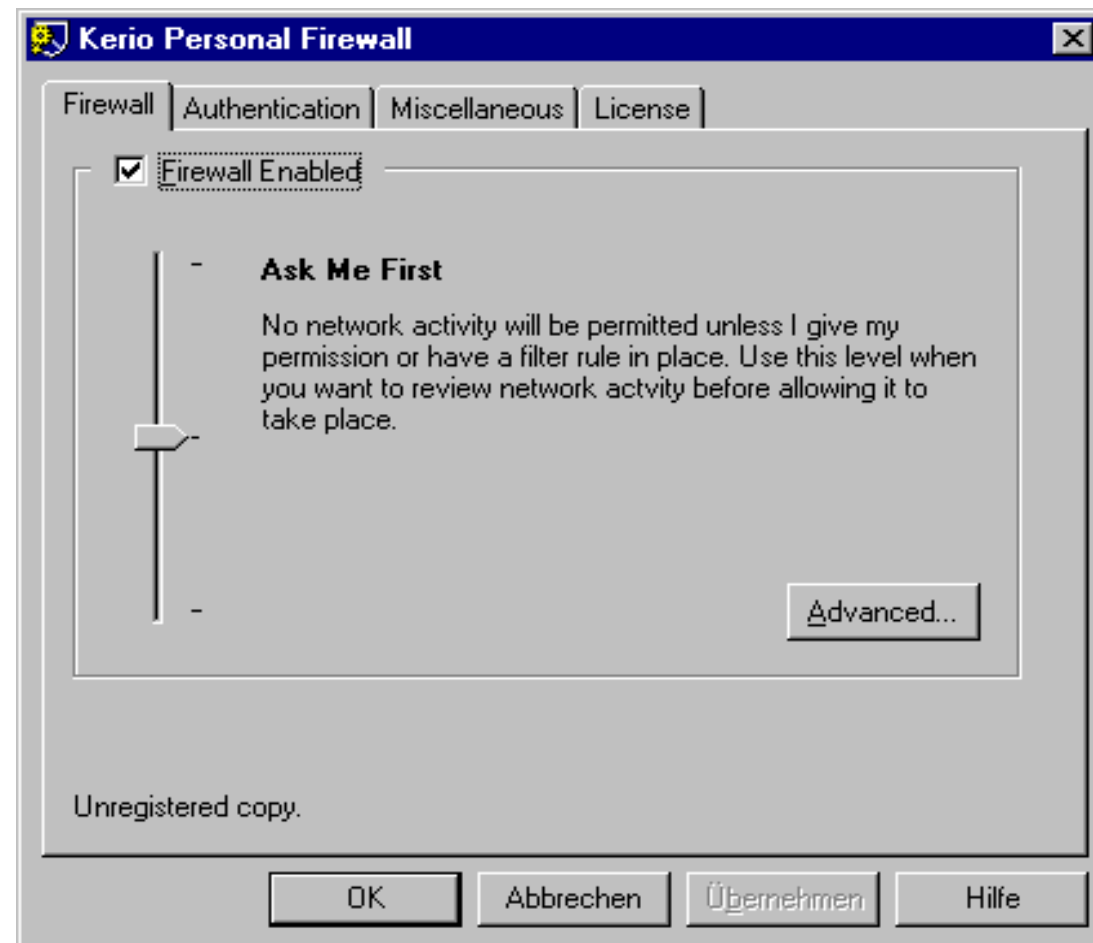 Kerio Personal Firewall
Firewall Authentication Miscellaneous License
Firewall Enabled
Ask Me First
No network activity will be permitted unless I give my
permission or have a filter rule in place. Use this level when
you want to review network actvity before allowing it to
take place.
Advanced...
Unregistered copy.
OK Abbrechen Übernehmen Hilfe